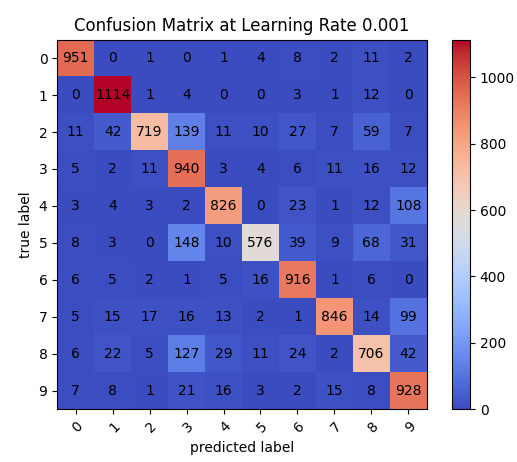 Confusion Matrix at Learning Rate 0.001
0 951 0 1 0 1 4 8 2 11 2
1 0 1114 1 4 0 0 3 1 12 0
2 11 42 719 139 11 10 27 7 59 7
3 5 2 11 940 3 4 6 11 16 12
4 3 4 3 2 826 0 23 1 12 108
5 8 3 0 148 10 576 39 9 68 31
6 6 5 2 1 5 16 916 1 6 0
7 5 15 17 16 13 2 1 846 14 99
8 6 22 5 127 29 11 24 2 706 42
9 7 8 1 21 16 3 2 15 8 928
0 1 2 3 4 5 6 7 8 9
true label
predicted label
1000
800
600
400
200
0